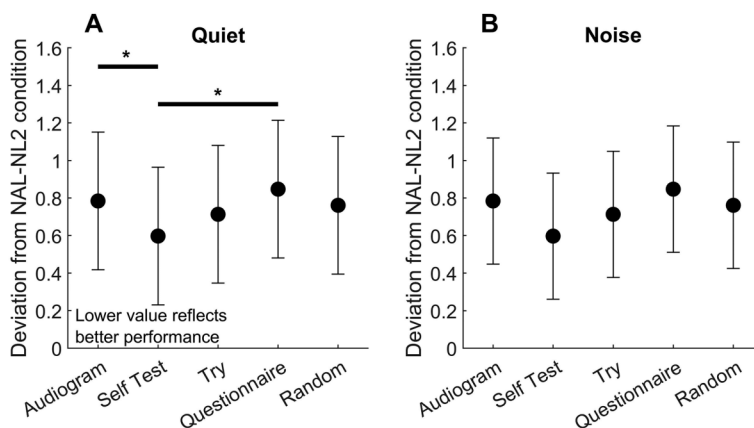 A
Quiet
Deviation from NAL-NL2 condition
1.6
1.4
1.2
1
0.8
0.6
0.4
0.2
0
*
*
Lower value reflects
better performance
Audiogram
Self Test
Try
Questionnaire
Random
B
Noise
Deviation from NAL-NL2 condition
1.6
1.4
1.2
1
0.8
0.6
0.4
0.2
0
Audiogram
Self Test
Try
Questionnaire
Random